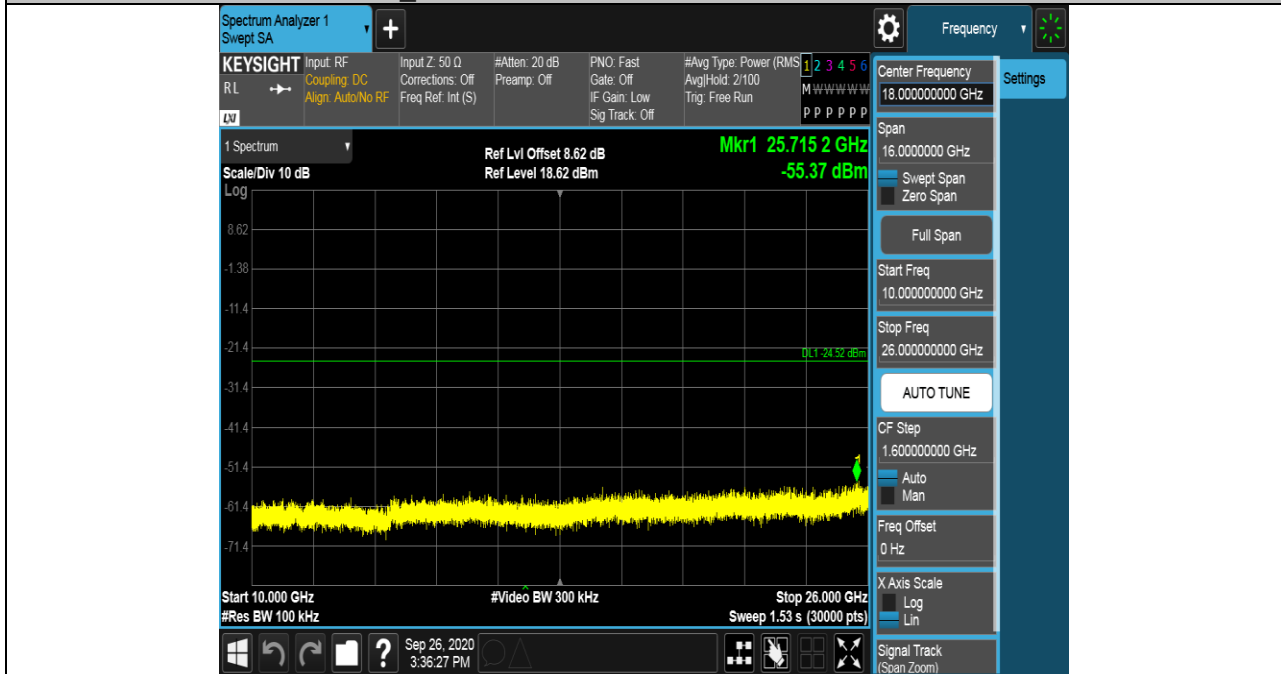 Spectrum Analyzer 1
Swept SA
+
Frequency
KEYSIGHT
RL
LXI
Input: RF
Coupling: DC
Align: Auto/No RF
Input Z: 50 Ω
Corrections: Off
Freq Ref: Int (S)
#Atten: 20 dB
Preamp: Off
PNO: Fast
Gate: Off
IF Gain: Low
Sig Track: Off
#Avg Type: Power (RMS
Avg|Hold: 2/100
Trig: Free Run
1 2 3 4 5 6
M W W W W W
P P P P P P
1 Spectrum
Scale/Div 10 dB
Log
Ref Lvl Offset 8.62 dB
Ref Level 18.62 dBm
Mkr1 25.715 2 GHz
-55.37 dBm
8.62
-1.38
-11.4
-21.4
DL1 -24.52 dBm
-31.4
-41.4
-51.4
1
-61.4
-71.4
Start 10.000 GHz
#Res BW 100 kHz
#Video BW 300 kHz
Stop 26.000 GHz
Sweep 1.53 s (30000 pts)
?
Sep 26, 2020
3:36:27 PM
Center Frequency
18.000000000 GHz
Span
16.0000000 GHz
Swept Span
Zero Span
Full Span
Start Freq
10.000000000 GHz
Stop Freq
26.000000000 GHz
AUTO TUNE
CF Step
1.600000000 GHz
Auto
Man
Freq Offset
0 Hz
X Axis Scale
Log
Lin
Signal Track
(Span Zoom)
Settings